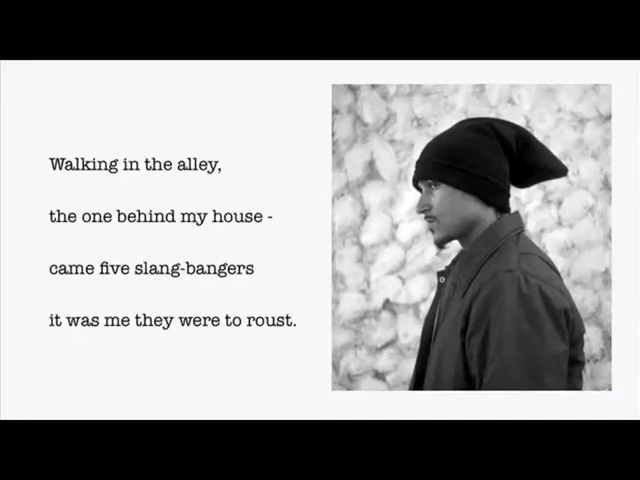 Walking in the alley,
the one behind my house -
came five slang-bangers
it was me they were to roust.